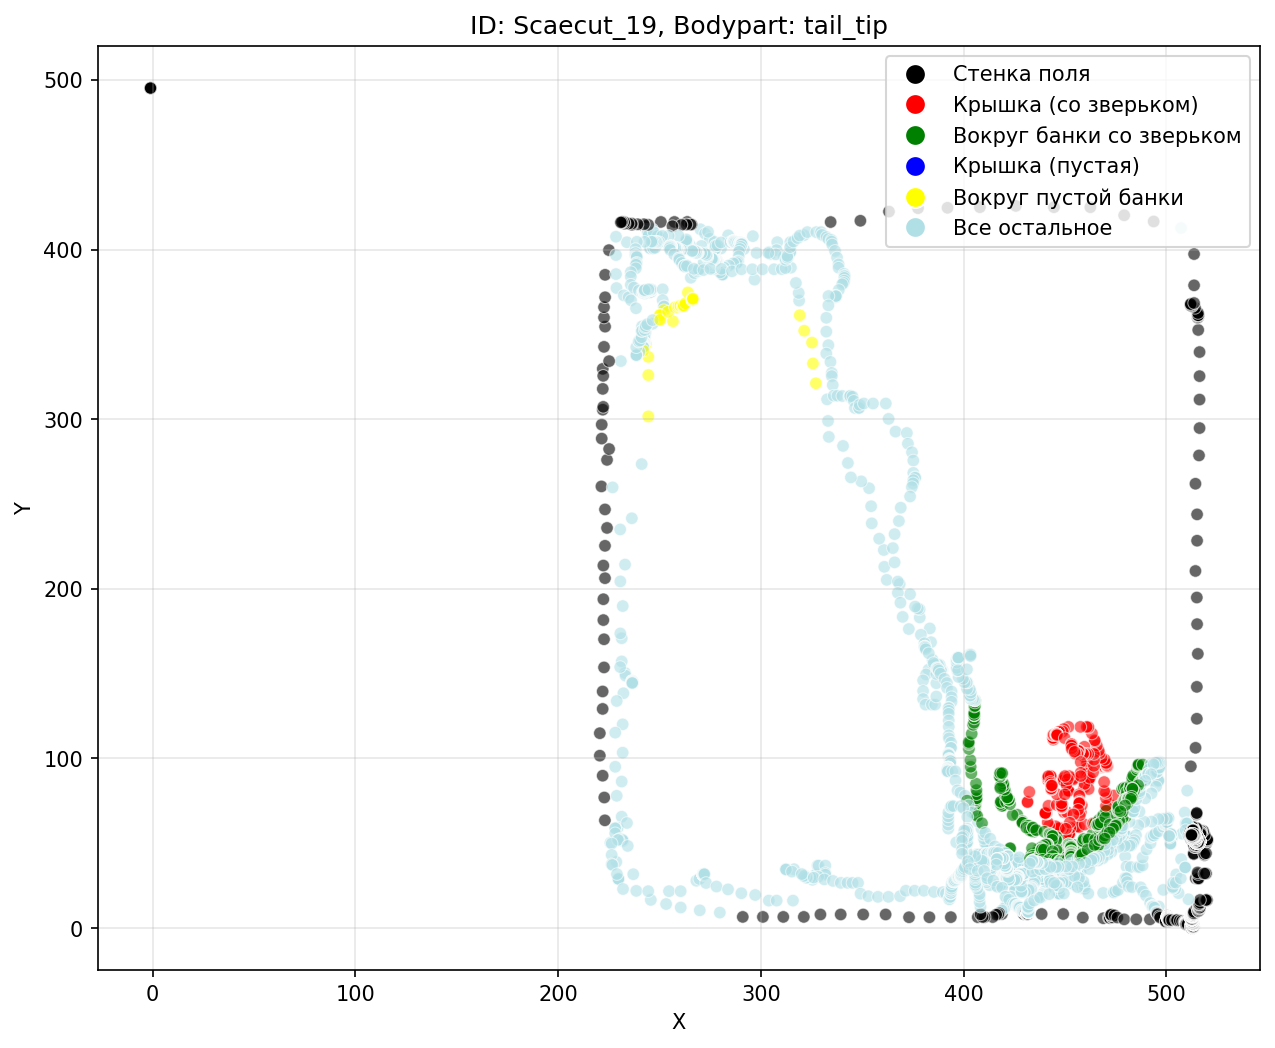 ID: Scaecut_19, Bodypart: tail_tip
Стенка поля
Крышка (со зверьком)
Вокруг банки со зверьком
Крышка (пустая)
Вокруг пустой банки
Все остальное
Y
500
400
300
200
100
0
0 100 200 300 400 500
X